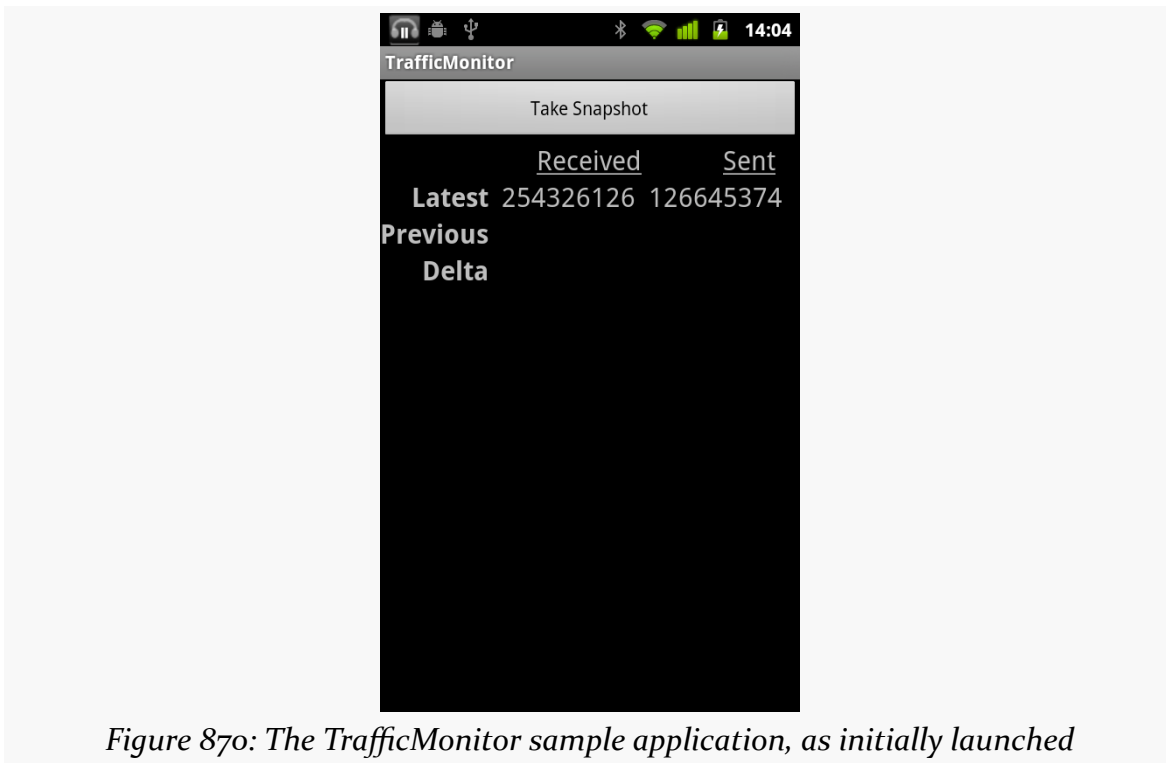 14:04
TrafficMonitor
Take Snapshot
Received Sent
Latest 254326126 126645374
Previous
Delta
Figure 870: The TrafficMonitor sample application, as initially launched